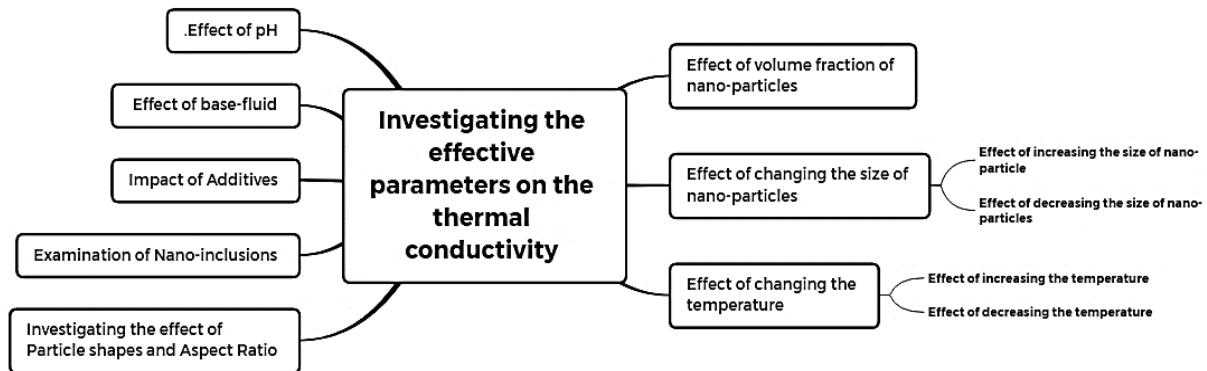 .Effect of pH
Effect of base-fluid
Impact of Additives
Examination of Nano-inclusions
Investigating the effect of
Particle shapes and Aspect Ratio
Investigating the
effective
parameters on the
thermal
conductivity
Effect of volume fraction of
nano-particles
Effect of changing the size of
nano-particles
Effect of increasing the size of nano-
particle
Effect of decreasing the size of nano-
particles
Effect of changing the
temperature
Effect of increasing the temperature
Effect of decreasing the temperature